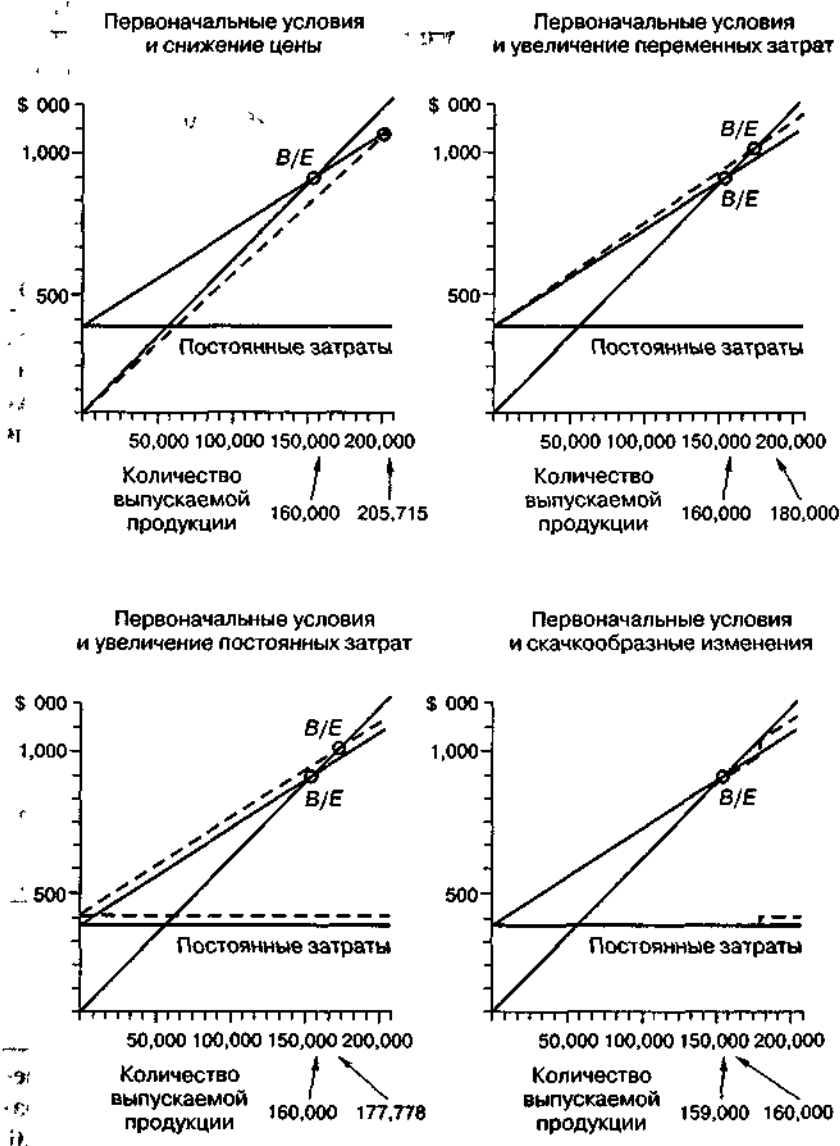 Первоначальные условия
и снижение цены
$ 000
1,000
500
B/E
Постоянные затраты
50,000 100,000 150,000 200,000
Количество
выпускаемой
продукции
160,000 205,715
Первоначальные условия
и увеличение переменных затрат
$ 000
1,000
500
B/E
B/E
Постоянные затраты
50,000 100,000 150,000 200,000
Количество
выпускаемой
продукции
160,000 180,000
Первоначальные условия
и увеличение постоянных затрат
$ 000
1,000
500
B/E
B/E
Постоянные затраты
50,000 100,000 150,000 200,000
Количество
выпускаемой
продукции
160,000 177,778
Первоначальные условия
и скачкообразные изменения
$ 000
1,000
500
B/E
Постоянные затраты
50,000 100,000 150,000 200,000
Количество
выпускаемой
продукции
159,000 160,000